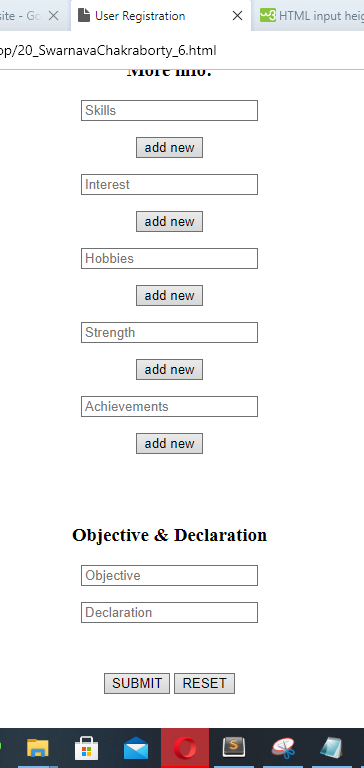 site - Go
User Registration
HTML input heig
op/20_SwarnavaChakraborty_6.html
More info:
Skills
add new
Interest
add new
Hobbies
add new
Strength
add new
Achievements
add new
Objective & Declaration
Objective
Declaration
SUBMIT RESET